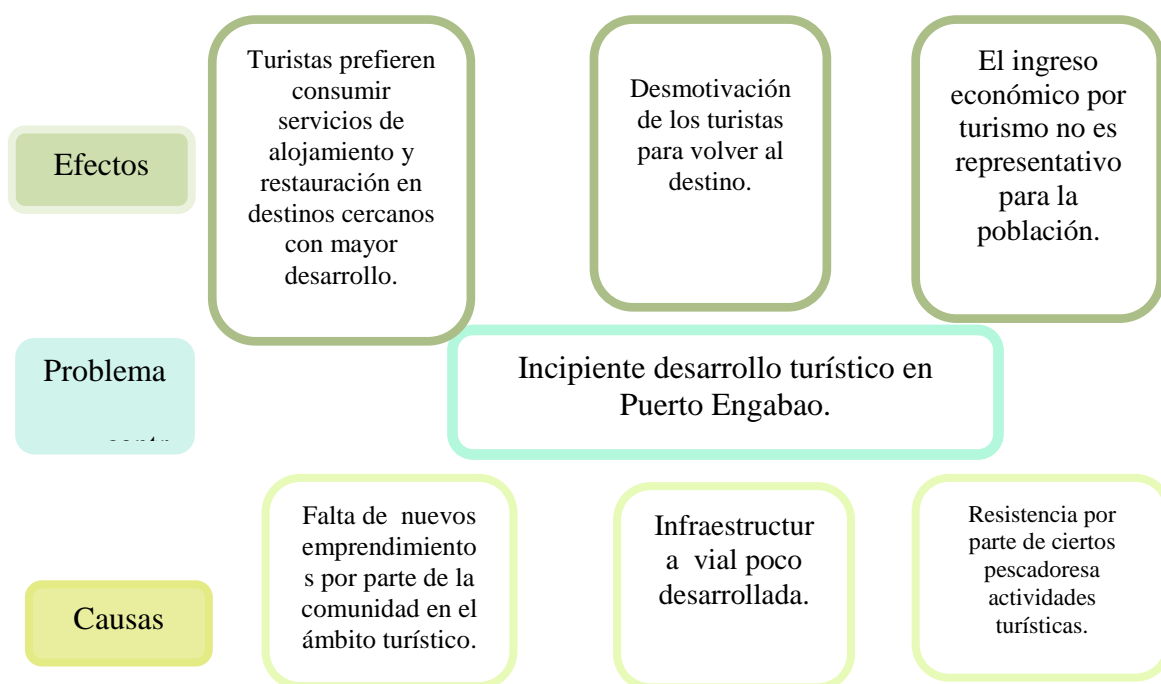 Efectos
Turistas prefieren
consumir
servicios de
alojamiento y
restauración en
destinos cercanos
con mayor
desarrollo.
Desmotivación
de los turistas
para volver al
destino.
El ingreso
económico por
turismo no es
representativo
para la
población.
Problema
Incipiente desarrollo turístico en
Puerto Engabao.
Causas
Falta de nuevos
emprendimiento
s por parte de la
comunidad en el
ámbito turístico.
Infraestructur
a vial poco
desarrollada.
Resistencia por
parte de ciertos
pescadoresa
actividades
turísticas.